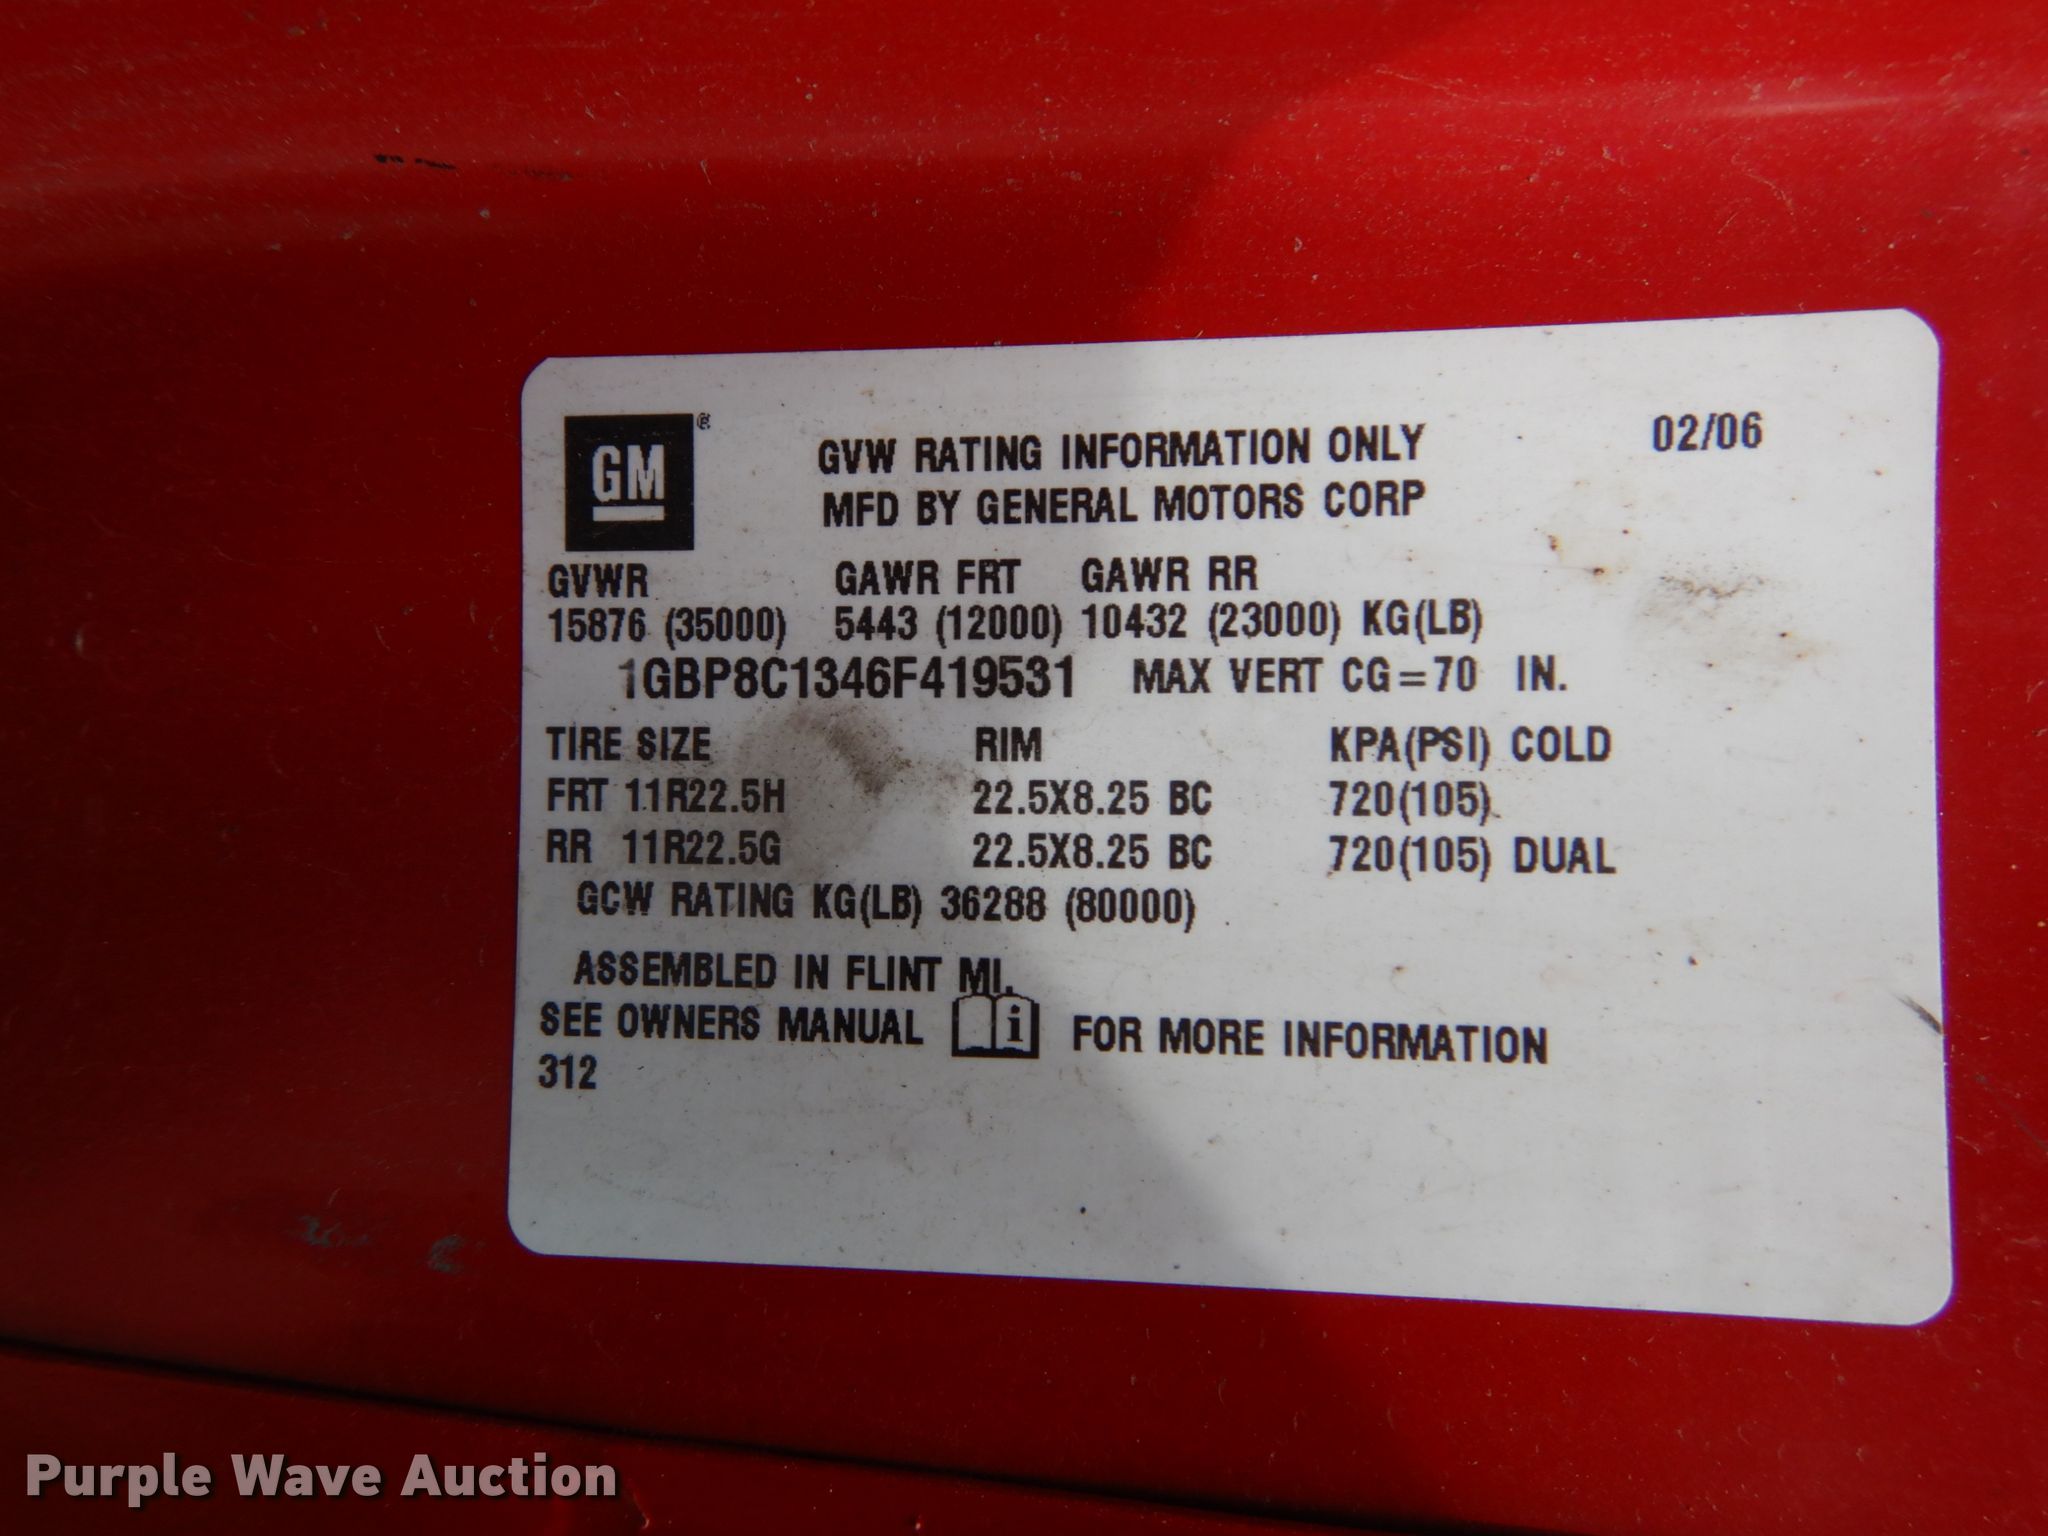 GM®
GVW RATING INFORMATION ONLY 02/06
MFD BY GENERAL MOTORS CORP
GVWR GAWR FRT GAWR RR
15876 (35000) 5443 (12000) 10432 (23000) KG(LB)
1GBP8C1346F419531 MAX VERT CG=70 IN.
TIRE SIZE RIM KPA(PSI) COLD
FRT 11R22.5H 22.5X8.25 BC 720(105)
RR 11R22.5G 22.5X8.25 BC 720(105) DUAL
GCW RATING KG(LB) 36288 (80000)
ASSEMBLED IN FLINT MI.
SEE OWNERS MANUAL i FOR MORE INFORMATION
312
Purple Wave Auction